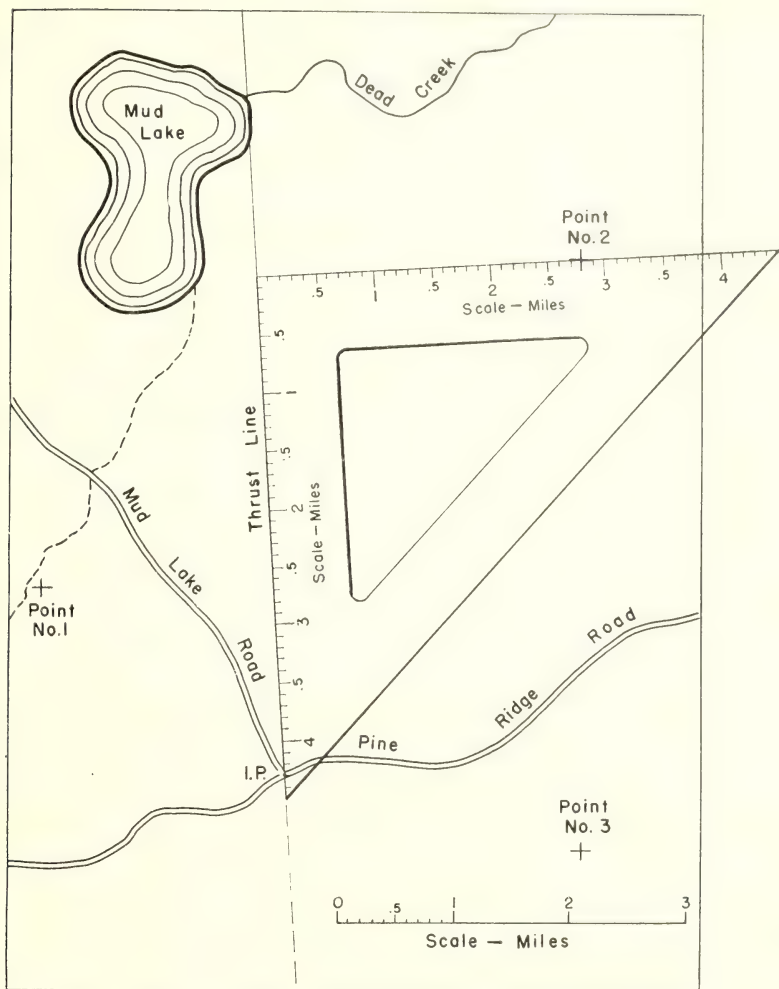 Mud
Lake
Dead Creek
Point
No. 2
.5 1 .5 2 .5 3 .5 4
Scale – Miles
.5 1 .5 2 .5 3 .5 4
Scale – Miles
Thrust Line
Mud Lake Road
Point
No. 1
I.P.
Pine Ridge Road
Point
No. 3
0 .5 1 2 3
Scale – Miles